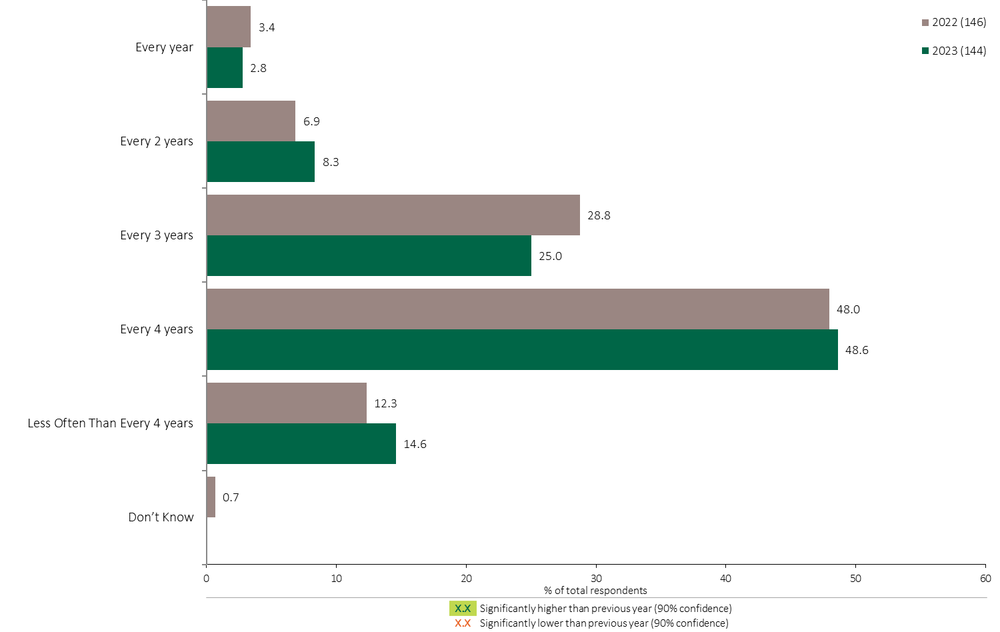 2022 (146)
2023 (144)
Every year
3.4
2.8
Every 2 years
6.9
8.3
Every 3 years
28.8
25.0
Every 4 years
48.0
48.6
Less Often Than Every 4 years
12.3
14.6
Don’t Know
0.7
0 10 20 30 40 50 60
% of total respondents
X.X Significantly higher than previous year (90% confidence)
X.X Significantly lower than previous year (90% confidence)